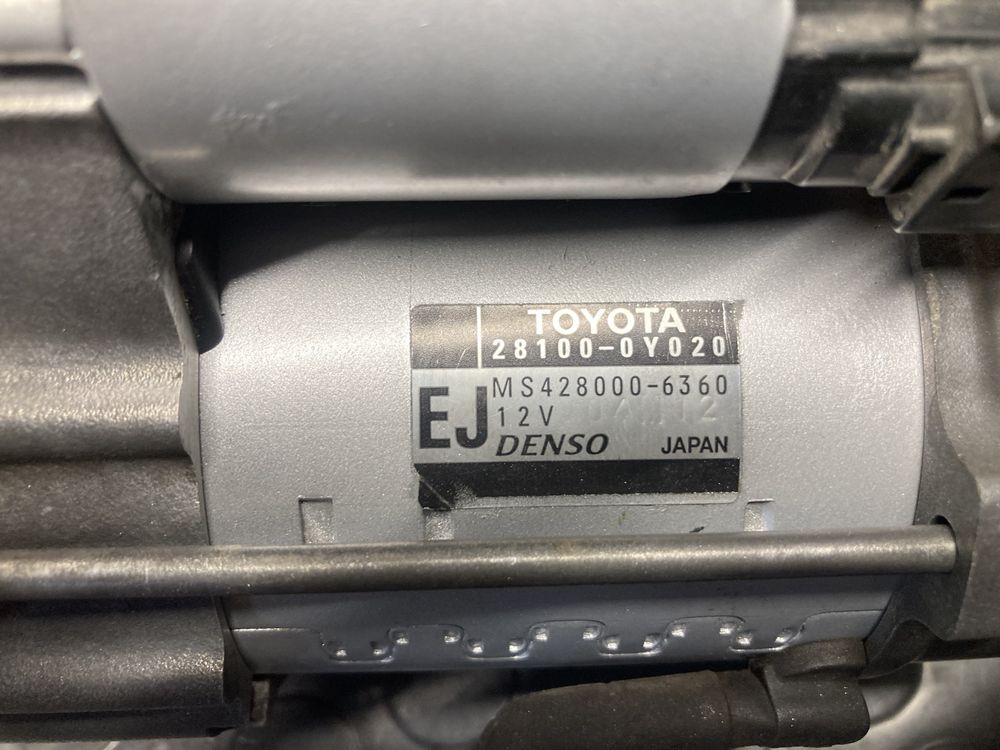 TOYOTA
28100-0Y020
EJ
MS428000-6360
12V
DENSO JAPAN